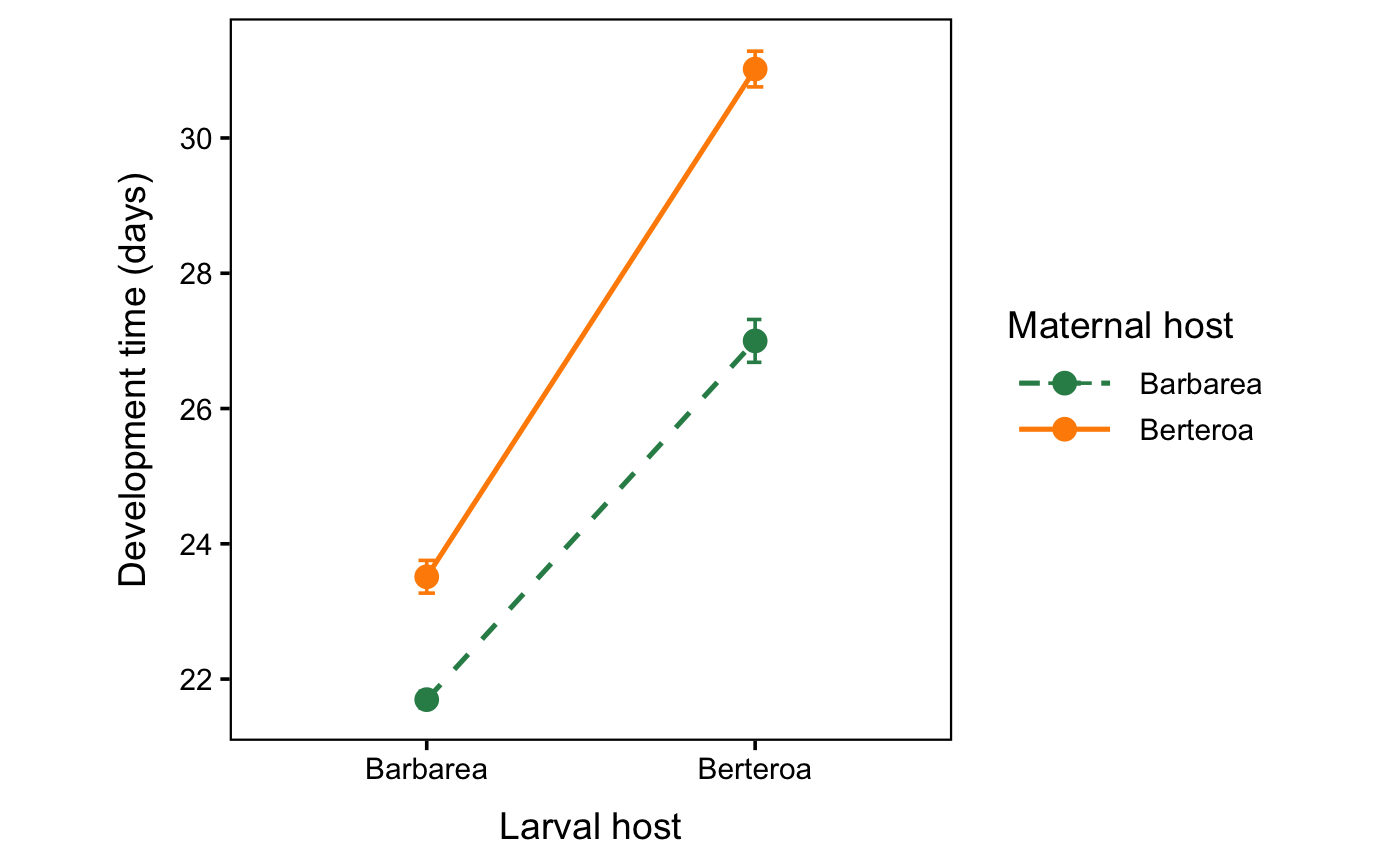 Development time (days)
30
28
26
24
22
Barbarea
Berteroa
Larval host
Maternal host
Barbarea
Berteroa